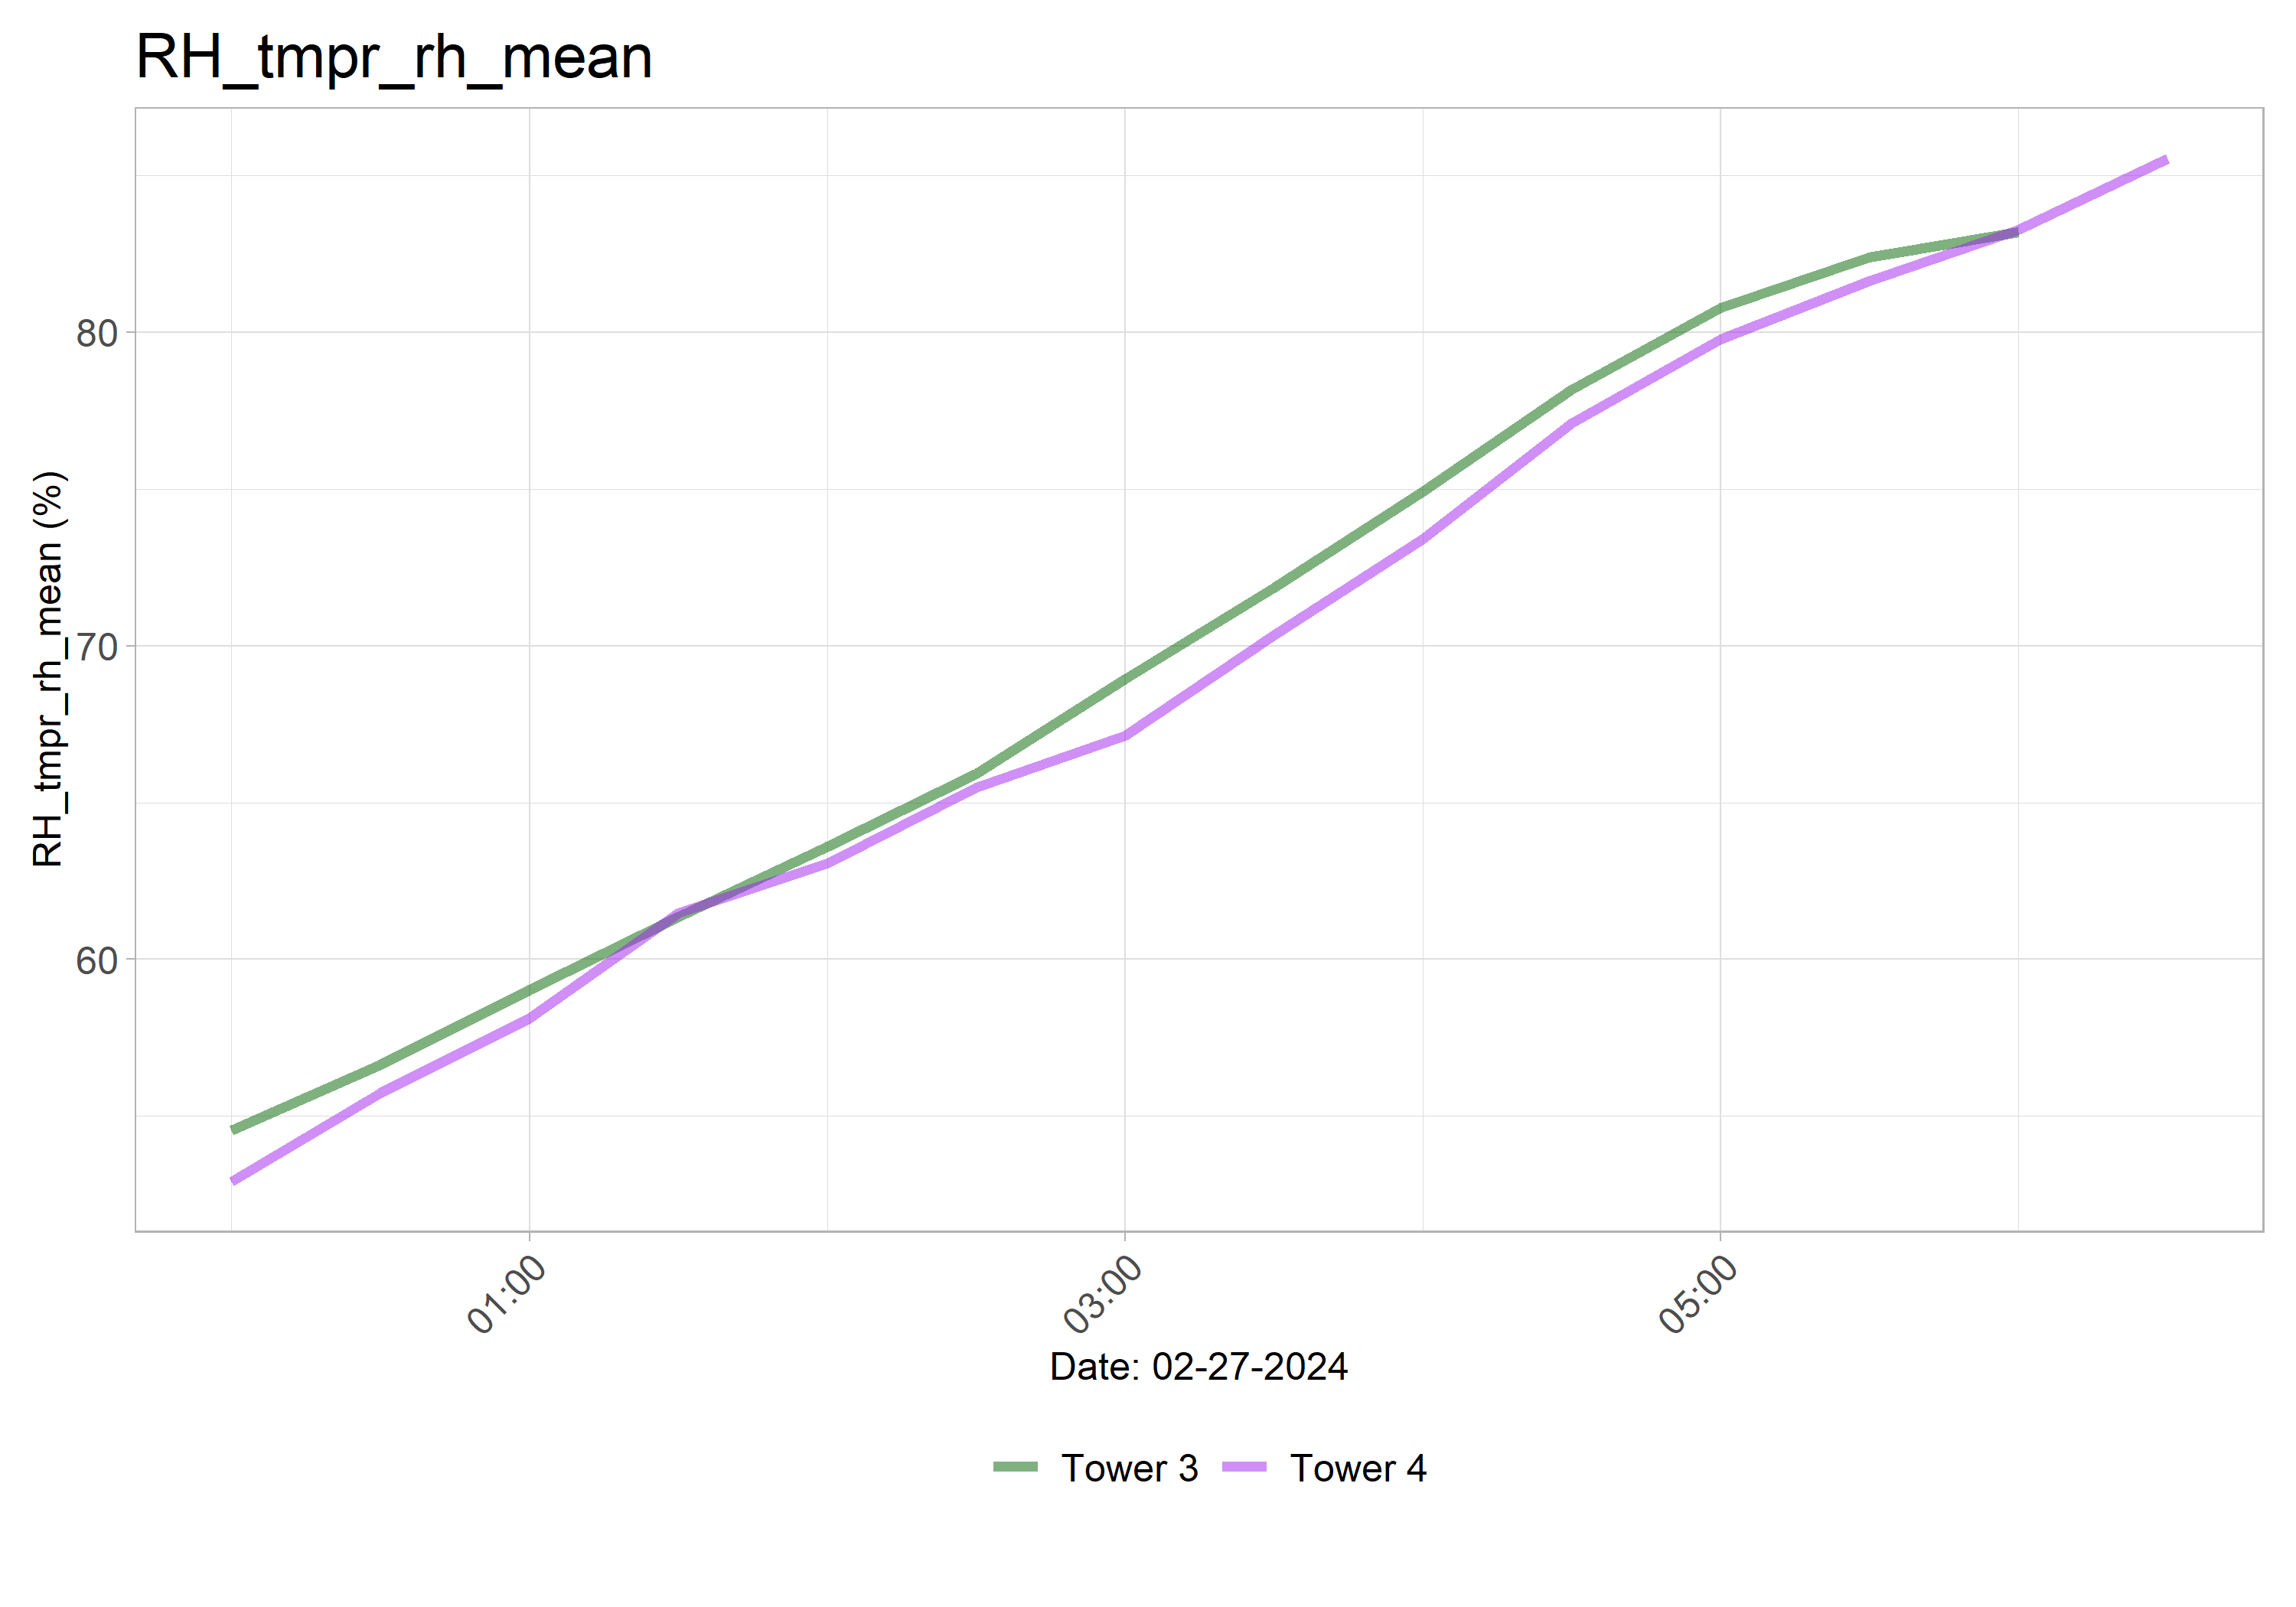 RH_tmpr_rh_mean
RH_tmpr_rh_mean (%)
80
70
60
01:00
03:00
05:00
Date: 02-27-2024
Tower 3
Tower 4